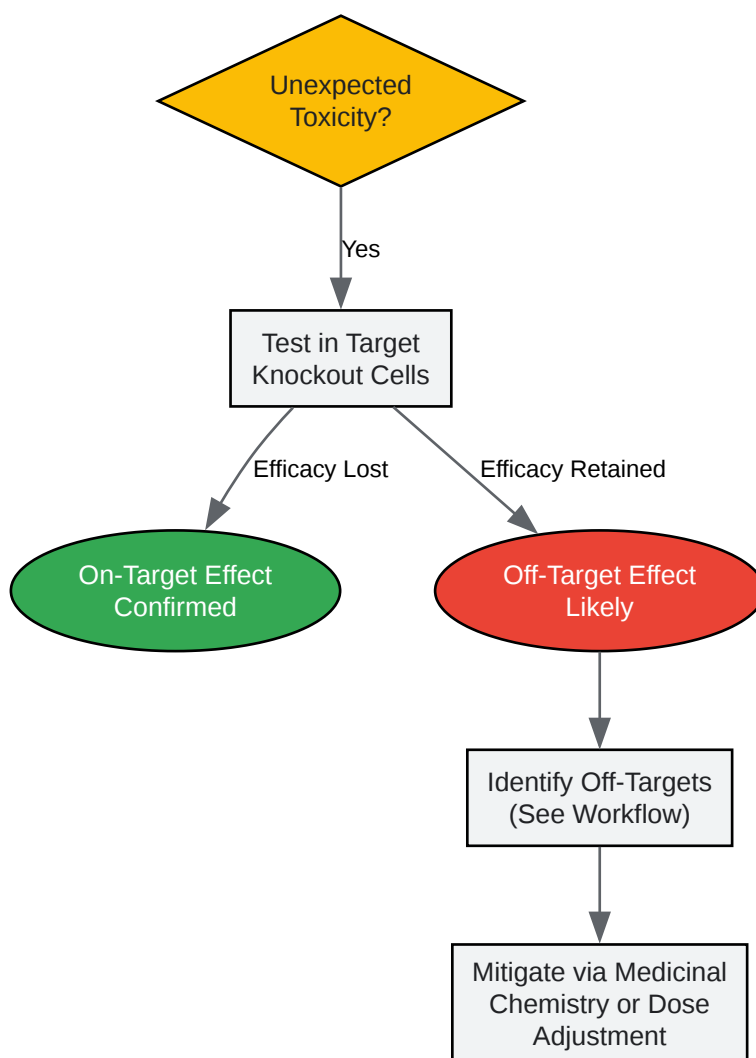 Unexpected
Toxicity?
Yes
Test in Target
Knockout Cells
Efficacy Lost
Efficacy Retained
On-Target Effect
Confirmed
Off-Target Effect
Likely
Identify Off-Targets
(See Workflow)
Mitigate via Medicinal
Chemistry or Dose
Adjustment